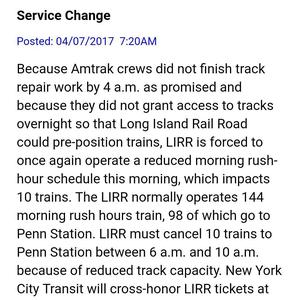 Service Change
Posted: 04/07/2017 7:20AM
Because Amtrak crews did not finish track
repair work by 4 a.m. as promised and
because they did not grant access to tracks
overnight so that Long Island Rail Road
could pre-position trains, LIRR is forced to
once again operate a reduced morning rush-
hour schedule this morning, which impacts
10 trains. The LIRR normally operates 144
morning rush hours train, 98 of which go to
Penn Station. LIRR must cancel 10 trains to
Penn Station between 6 a.m. and 10 a.m.
because of reduced track capacity. New York
City Transit will cross-honor LIRR tickets at